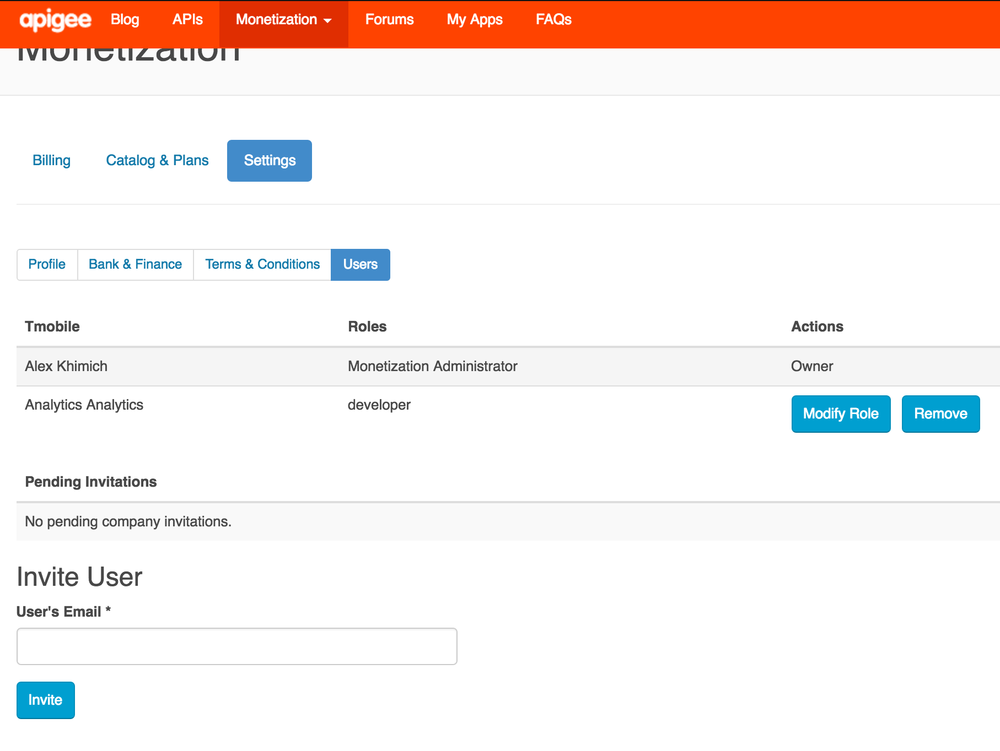 apigee Blog APIs Monetization Forums My Apps FAQs
Monetization
Billing Catalog & Plans Settings
Profile Bank & Finance Terms & Conditions Users
Tmobile Roles Actions
Alex Khimich Monetization Administrator Owner
Analytics Analytics developer Modify Role Remove
Pending Invitations
No pending company invitations.
Invite User
User's Email *
Invite